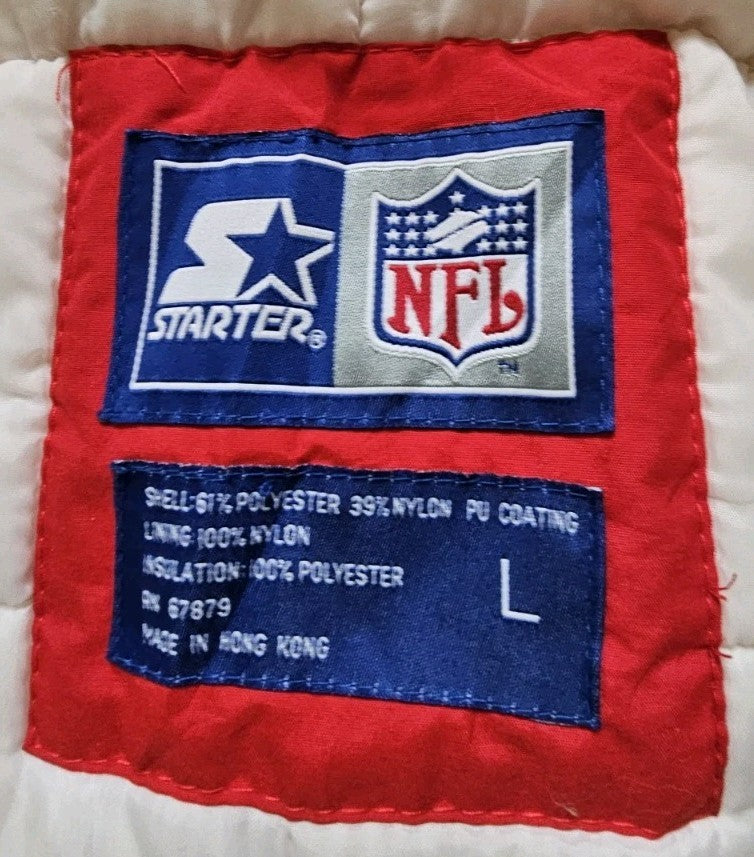 STARTER®
NFL
TM
SHELL:61% POLYESTER 39% NYLON PU COATING
LINING:100% NYLON
INSULATION:100% POLYESTER
RN 67879
MADE IN HONG KONG
L